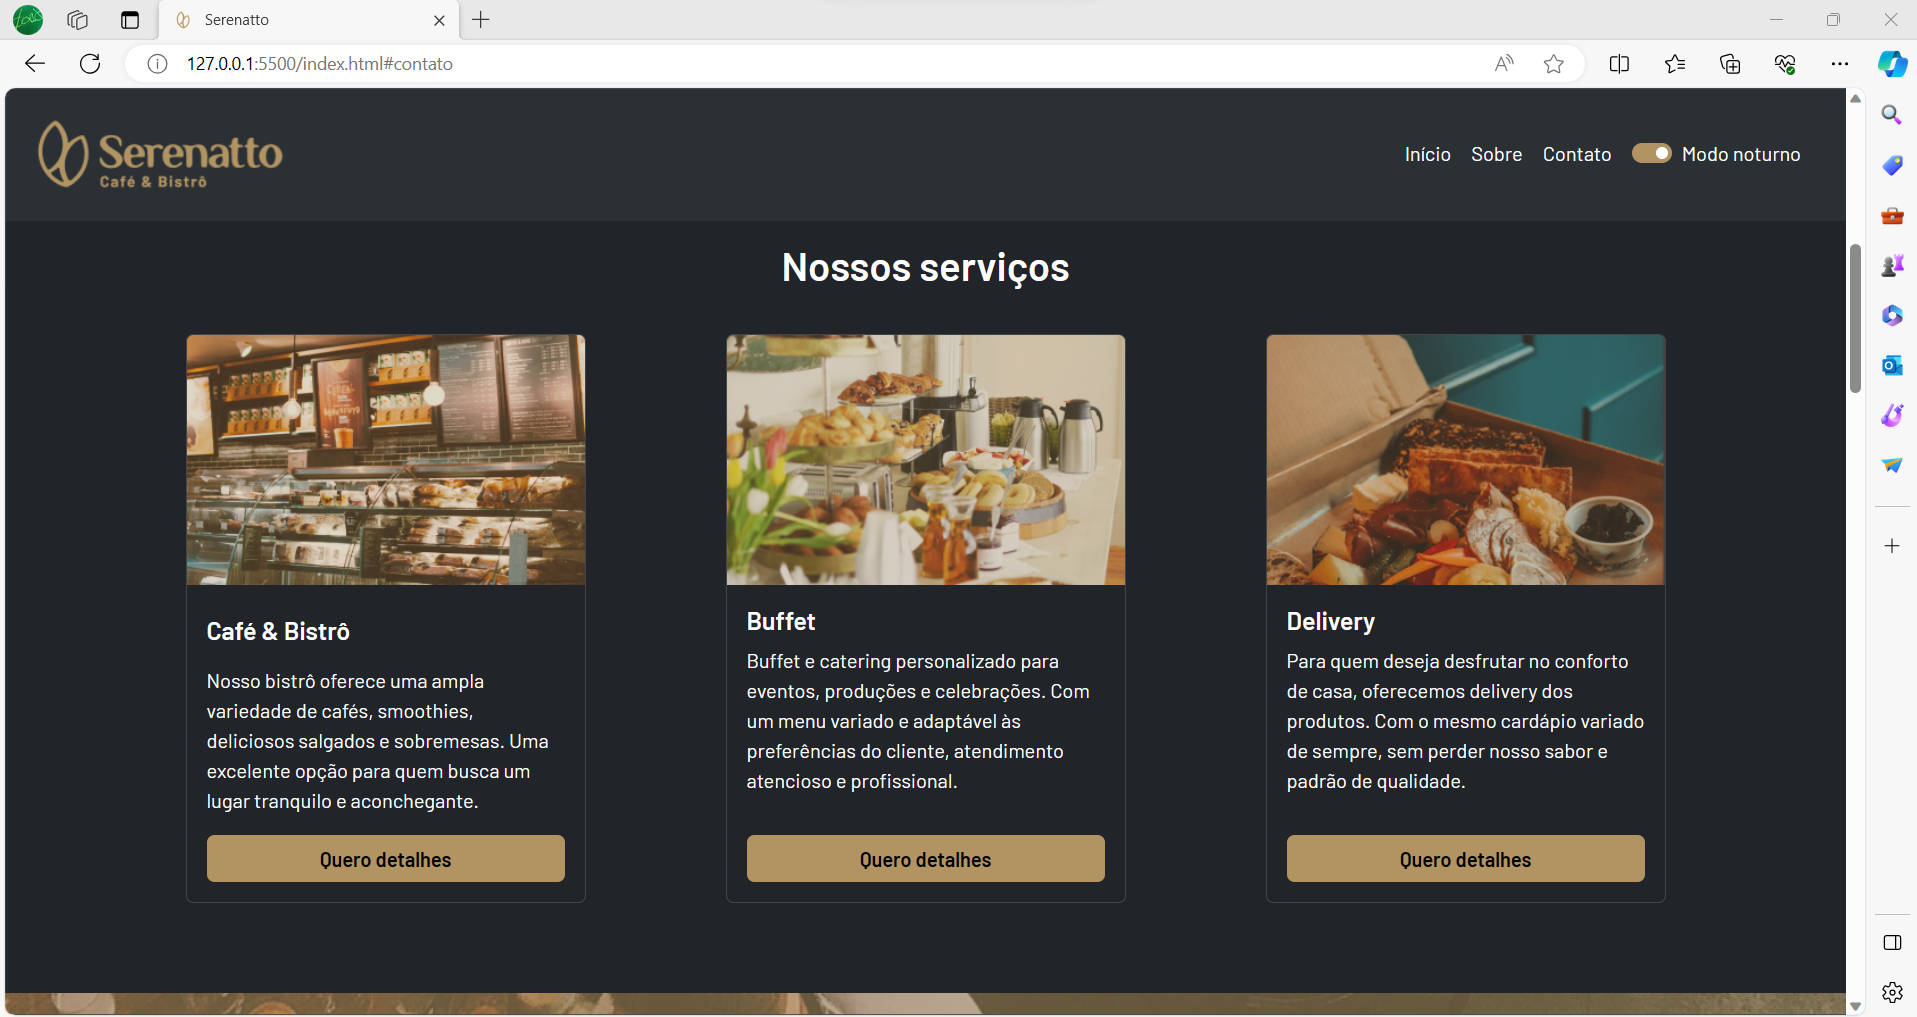 Serenatto
127.0.0.1:5500/index.html#contato
Serenatto
Café & Bistrô
Início Sobre Contato Modo noturno
Nossos serviços
Café & Bistrô
Nosso bistrô oferece uma ampla
variedade de cafés, smoothies,
deliciosos salgados e sobremesas. Uma
excelente opção para quem busca um
lugar tranquilo e aconchegante.
Quero detalhes
Buffet
Buffet e catering personalizado para
eventos, produções e celebrações. Com
um menu variado e adaptável às
preferências do cliente, atendimento
atencioso e profissional.
Quero detalhes
Delivery
Para quem deseja desfrutar no conforto
de casa, oferecemos delivery dos
produtos. Com o mesmo cardápio variado
de sempre, sem perder nosso sabor e
padrão de qualidade.
Quero detalhes